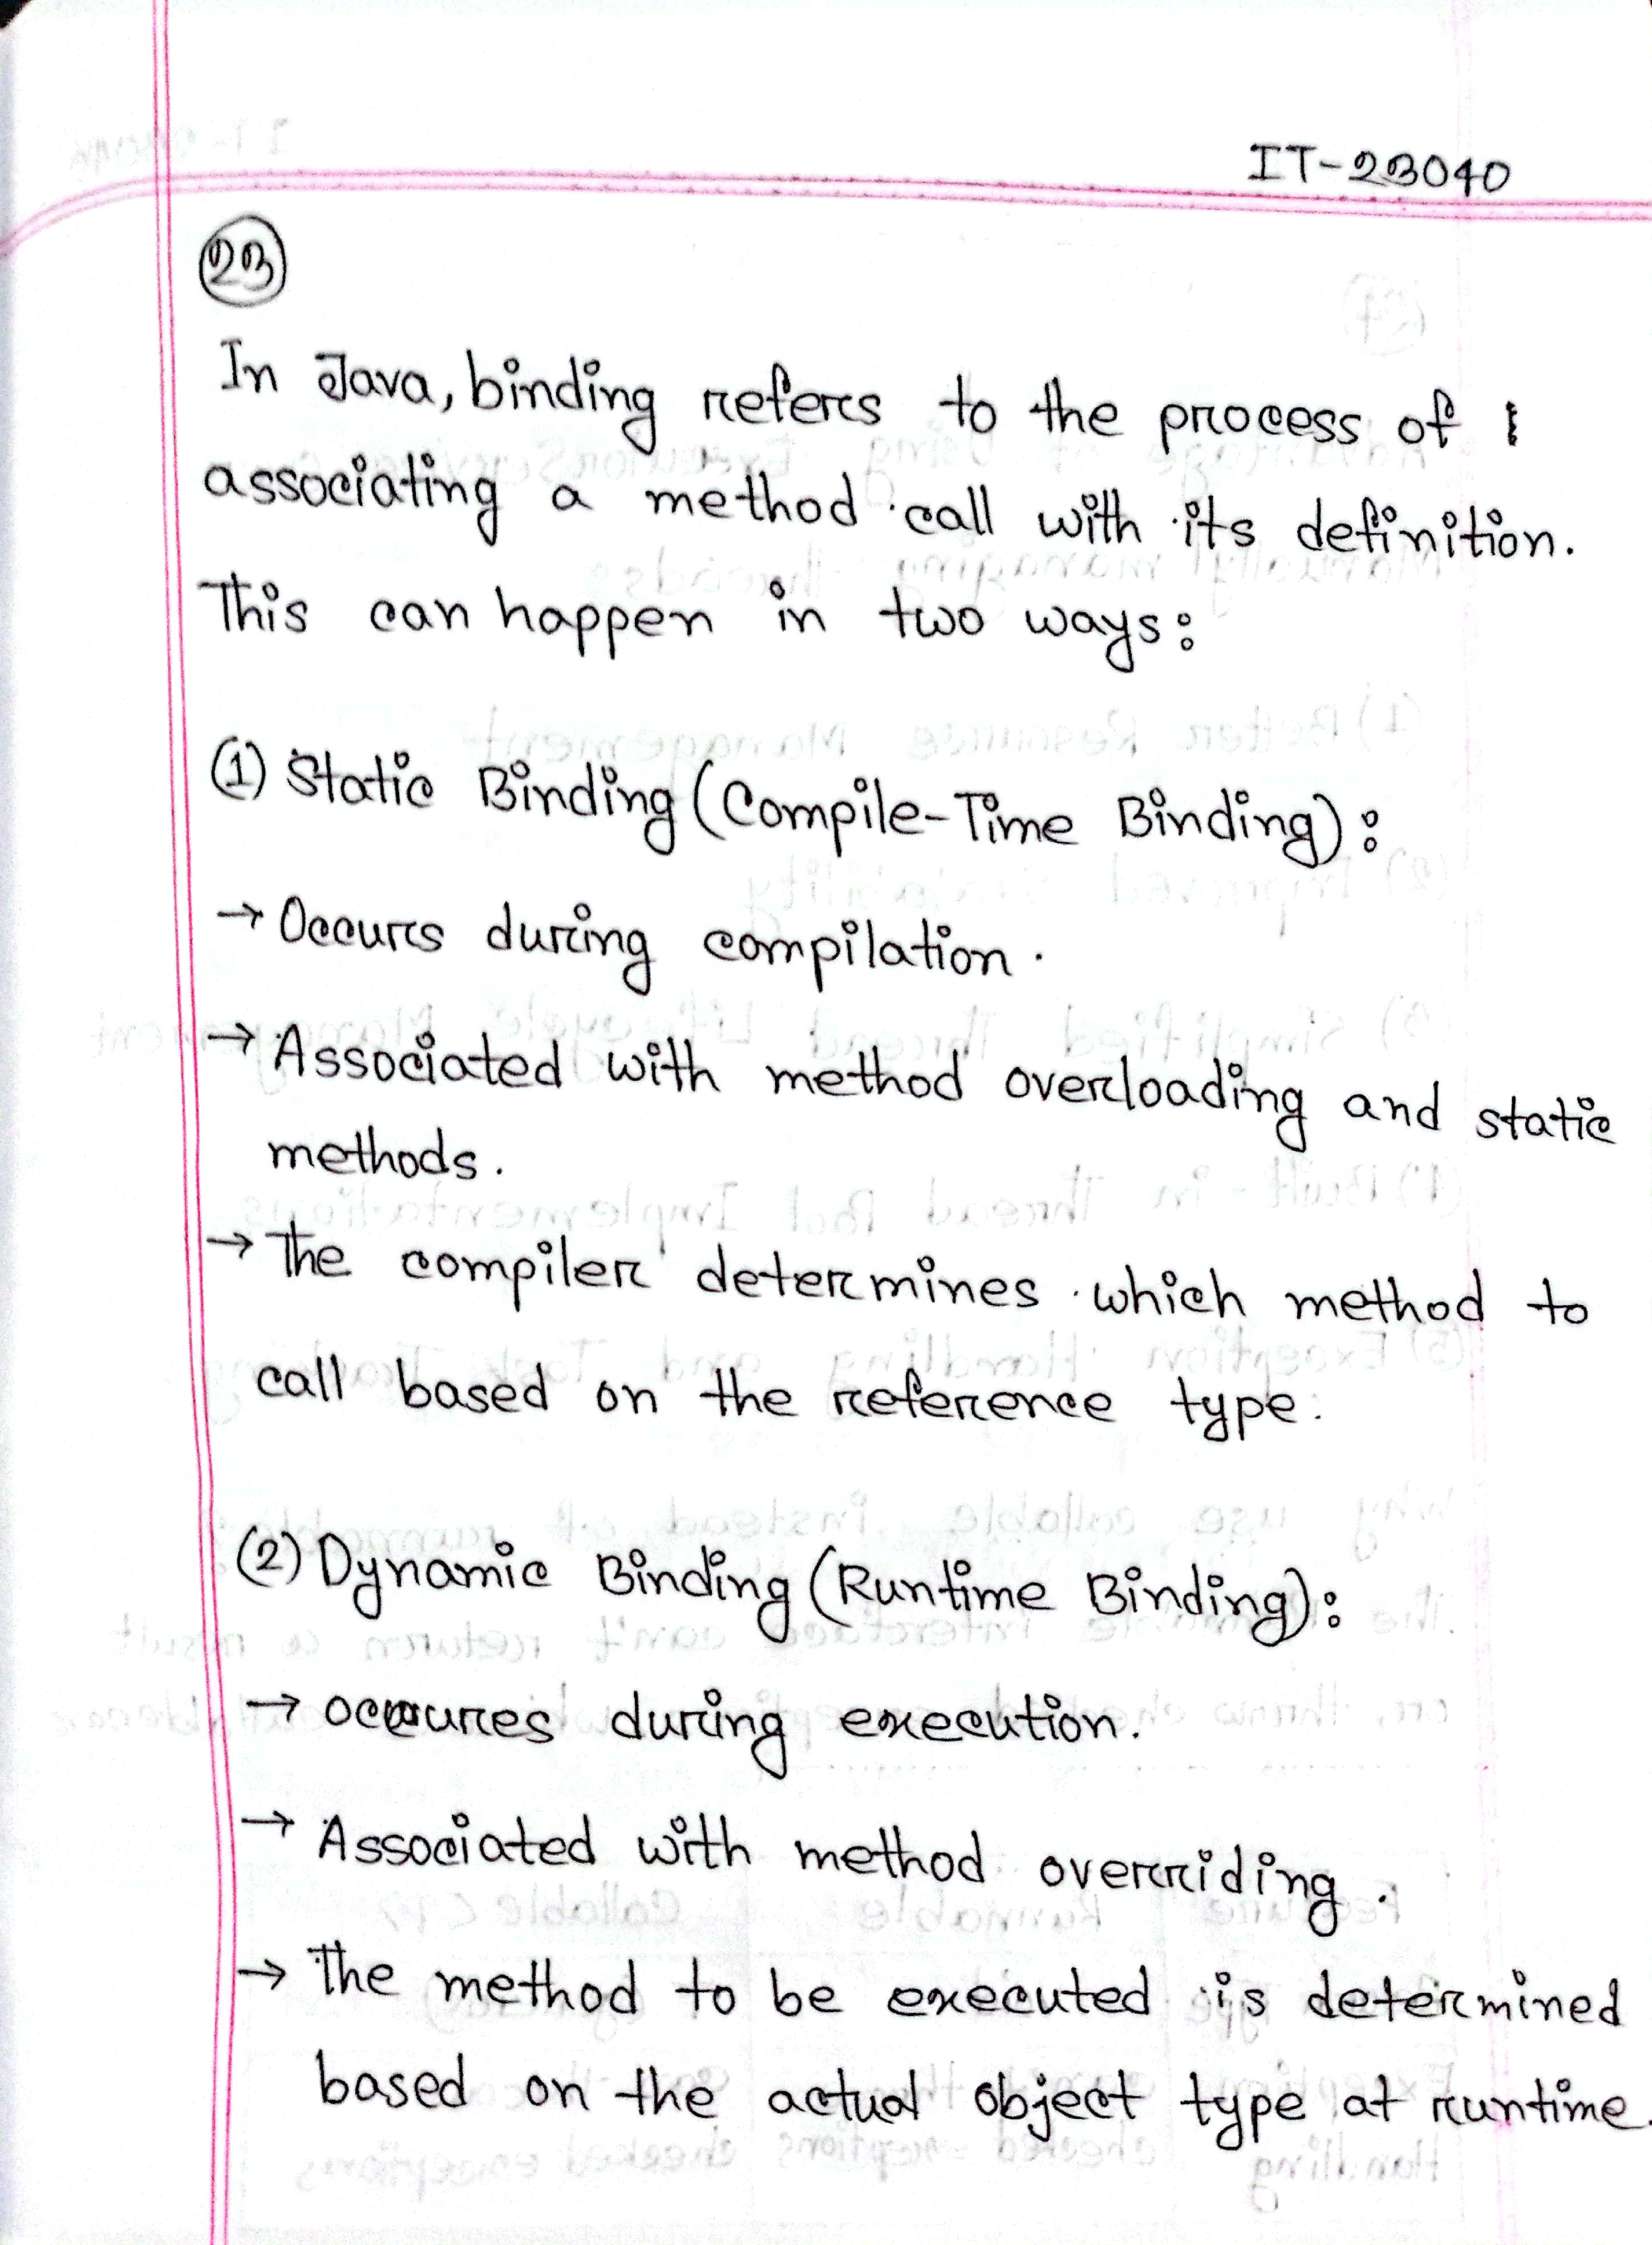 IT-23040
23
In Java, binding refers to the process of
associating a method call with its definition.
This can happen in two ways:
(1) Static Binding (Compile-Time Binding):
→ Occurs during compilation.
→ Associated with method overloading and static
methods.
→ The compiler determines which method to
call based on the reference type.
(2) Dynamic Binding (Runtime Binding):
→ occures during execution.
→ Associated with method overriding.
→ The method to be executed is determined
based on the actual object type at runtime.